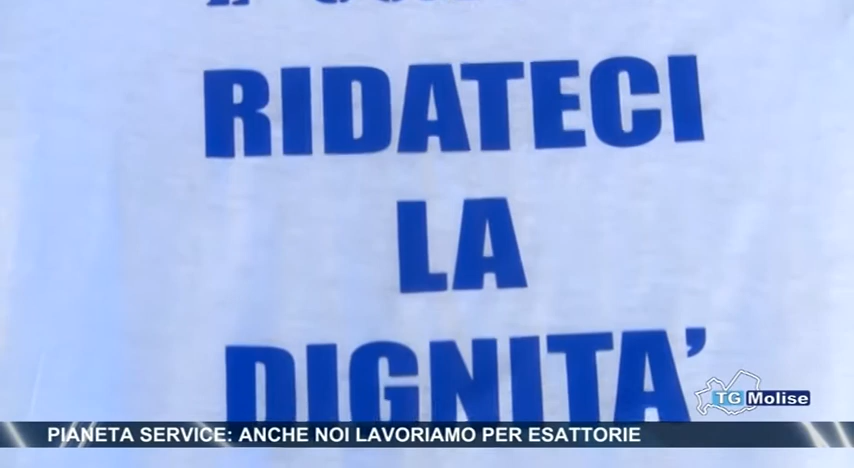 RIDATECI
LA
DIGNITA'
TG Molise
PIANETA SERVICE: ANCHE NOI LAVORIAMO PER ESATTORIE